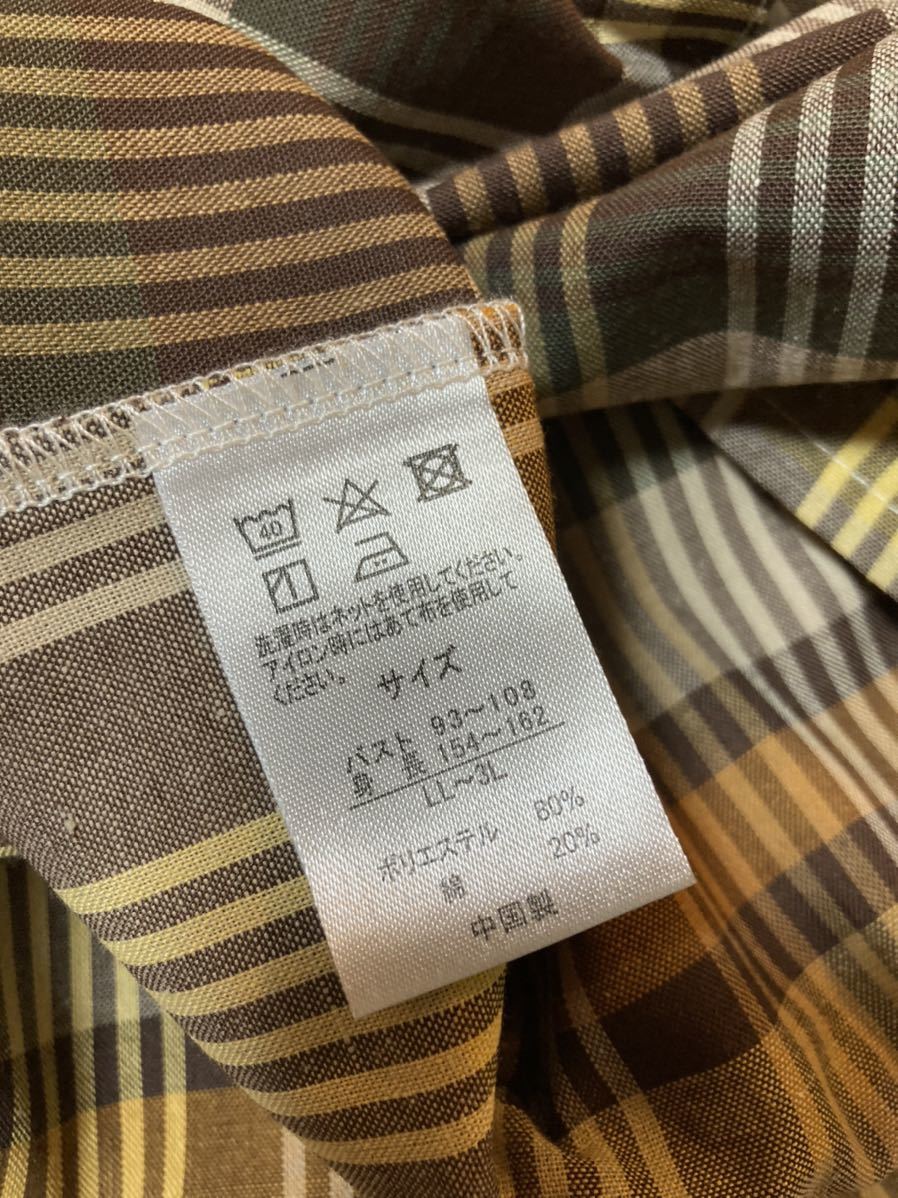 40
洗濯時はネットを使用してください。
アイロン時にはあて布を使用して
ください。
サイズ
バスト 93～108
身 長 154～162
LL～3L
ポリエステル 80%
綿 20%
中国製